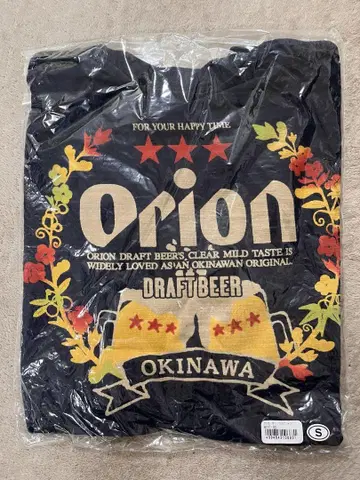 FOR YOUR HAPPY TIME
Orion
ORION DRAFT BEER'S, CLEAR MILD TASTE IS
WIDELY LOVED AS AN OKINAWAN ORIGINAL.
DRAFT BEER
OKINAWA
S